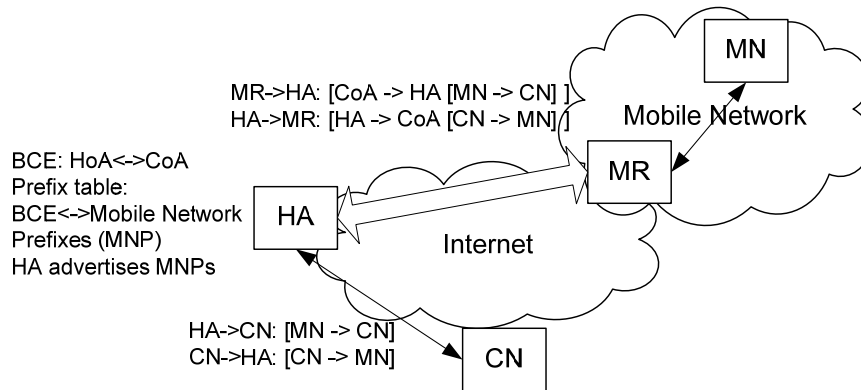 MN
MR->HA: [CoA -> HA [MN -> CN] ]
HA->MR: [HA -> CoA [CN -> MN] ]
Mobile Network
MR
BCE: HoA<->CoA
Prefix table:
BCE<->Mobile Network
Prefixes (MNP)
HA advertises MNPs
HA
Internet
HA->CN: [MN -> CN]
CN->HA: [CN -> MN]
CN